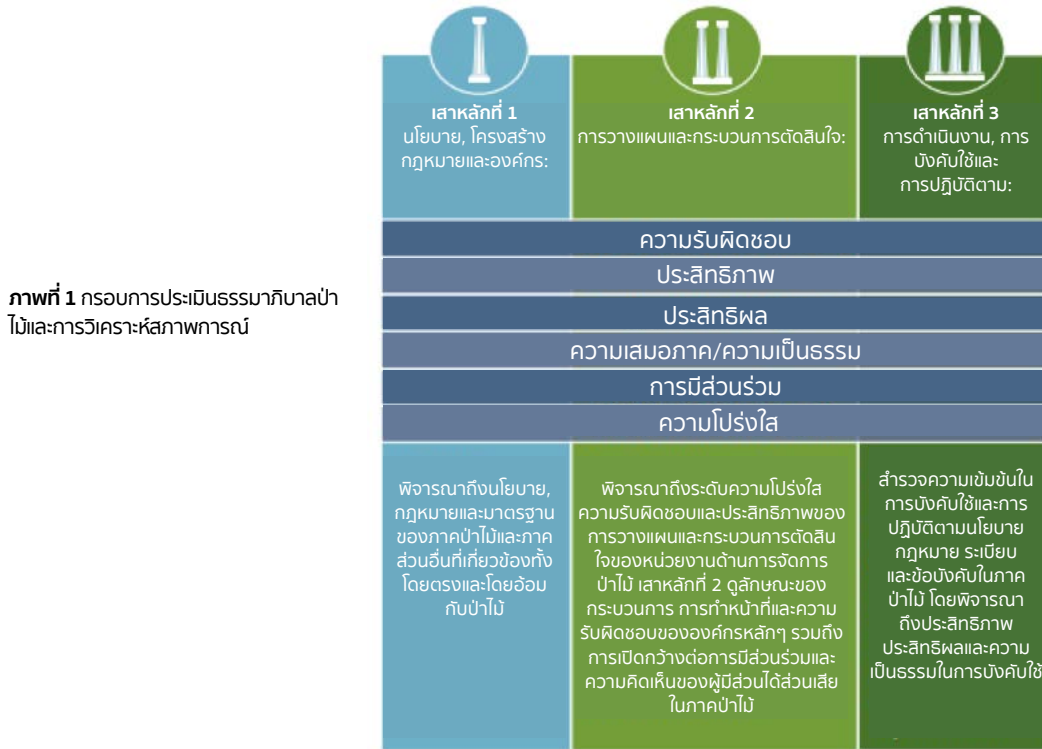 เสาหลักที่ 1
นโยบาย, โครงสร้าง
กฎหมายและองค์กร:
เสาหลักที่ 2
การวางแผนและกระบวนการตัดสินใจ:
เสาหลักที่ 3
การดำเนินงาน, การ
บังคับใช้และ
การปฏิบัติตาม:
ความรับผิดชอบ
ประสิทธิภาพ
ประสิทธิผล
ความเสมอภาค/ความเป็นธรรม
การมีส่วนร่วม
ความโปร่งใส
ภาพที่ 1 กรอบการประเมินธรรมาภิบาลป่า
ไม้และการวิเคราะห์สภาพการณ์
พิจารณาถึงนโยบาย,
กฎหมายและมาตรฐาน
ของภาคป่าไม้และภาค
ส่วนอื่นที่เกี่ยวข้องทั้ง
โดยตรงและโดยอ้อม
กับป่าไม้
พิจารณาถึงระดับความโปร่งใส
ความรับผิดชอบและประสิทธิภาพของ
การวางแผนและกระบวนการตัดสิน
ใจของหน่วยงานด้านการจัดการ
ป่าไม้ เสาหลักที่ 2 ดูลักษณะของ
กระบวนการ การทำหน้าที่และความ
รับผิดชอบขององค์กรหลักๆ รวมถึง
การเปิดกว้างต่อการมีส่วนร่วมและ
ความคิดเห็นของผู้มีส่วนได้ส่วนเสีย
ในภาคป่าไม้
สำรวจความเข้มข้นใน
การบังคับใช้และการ
ปฏิบัติตามนโยบาย
กฎหมาย ระเบียบ
และข้อบังคับในภาค
ป่าไม้ โดยพิจารณา
ถึงประสิทธิภาพ
ประสิทธิผลและความ
เป็นธรรมในการบังคับใช้